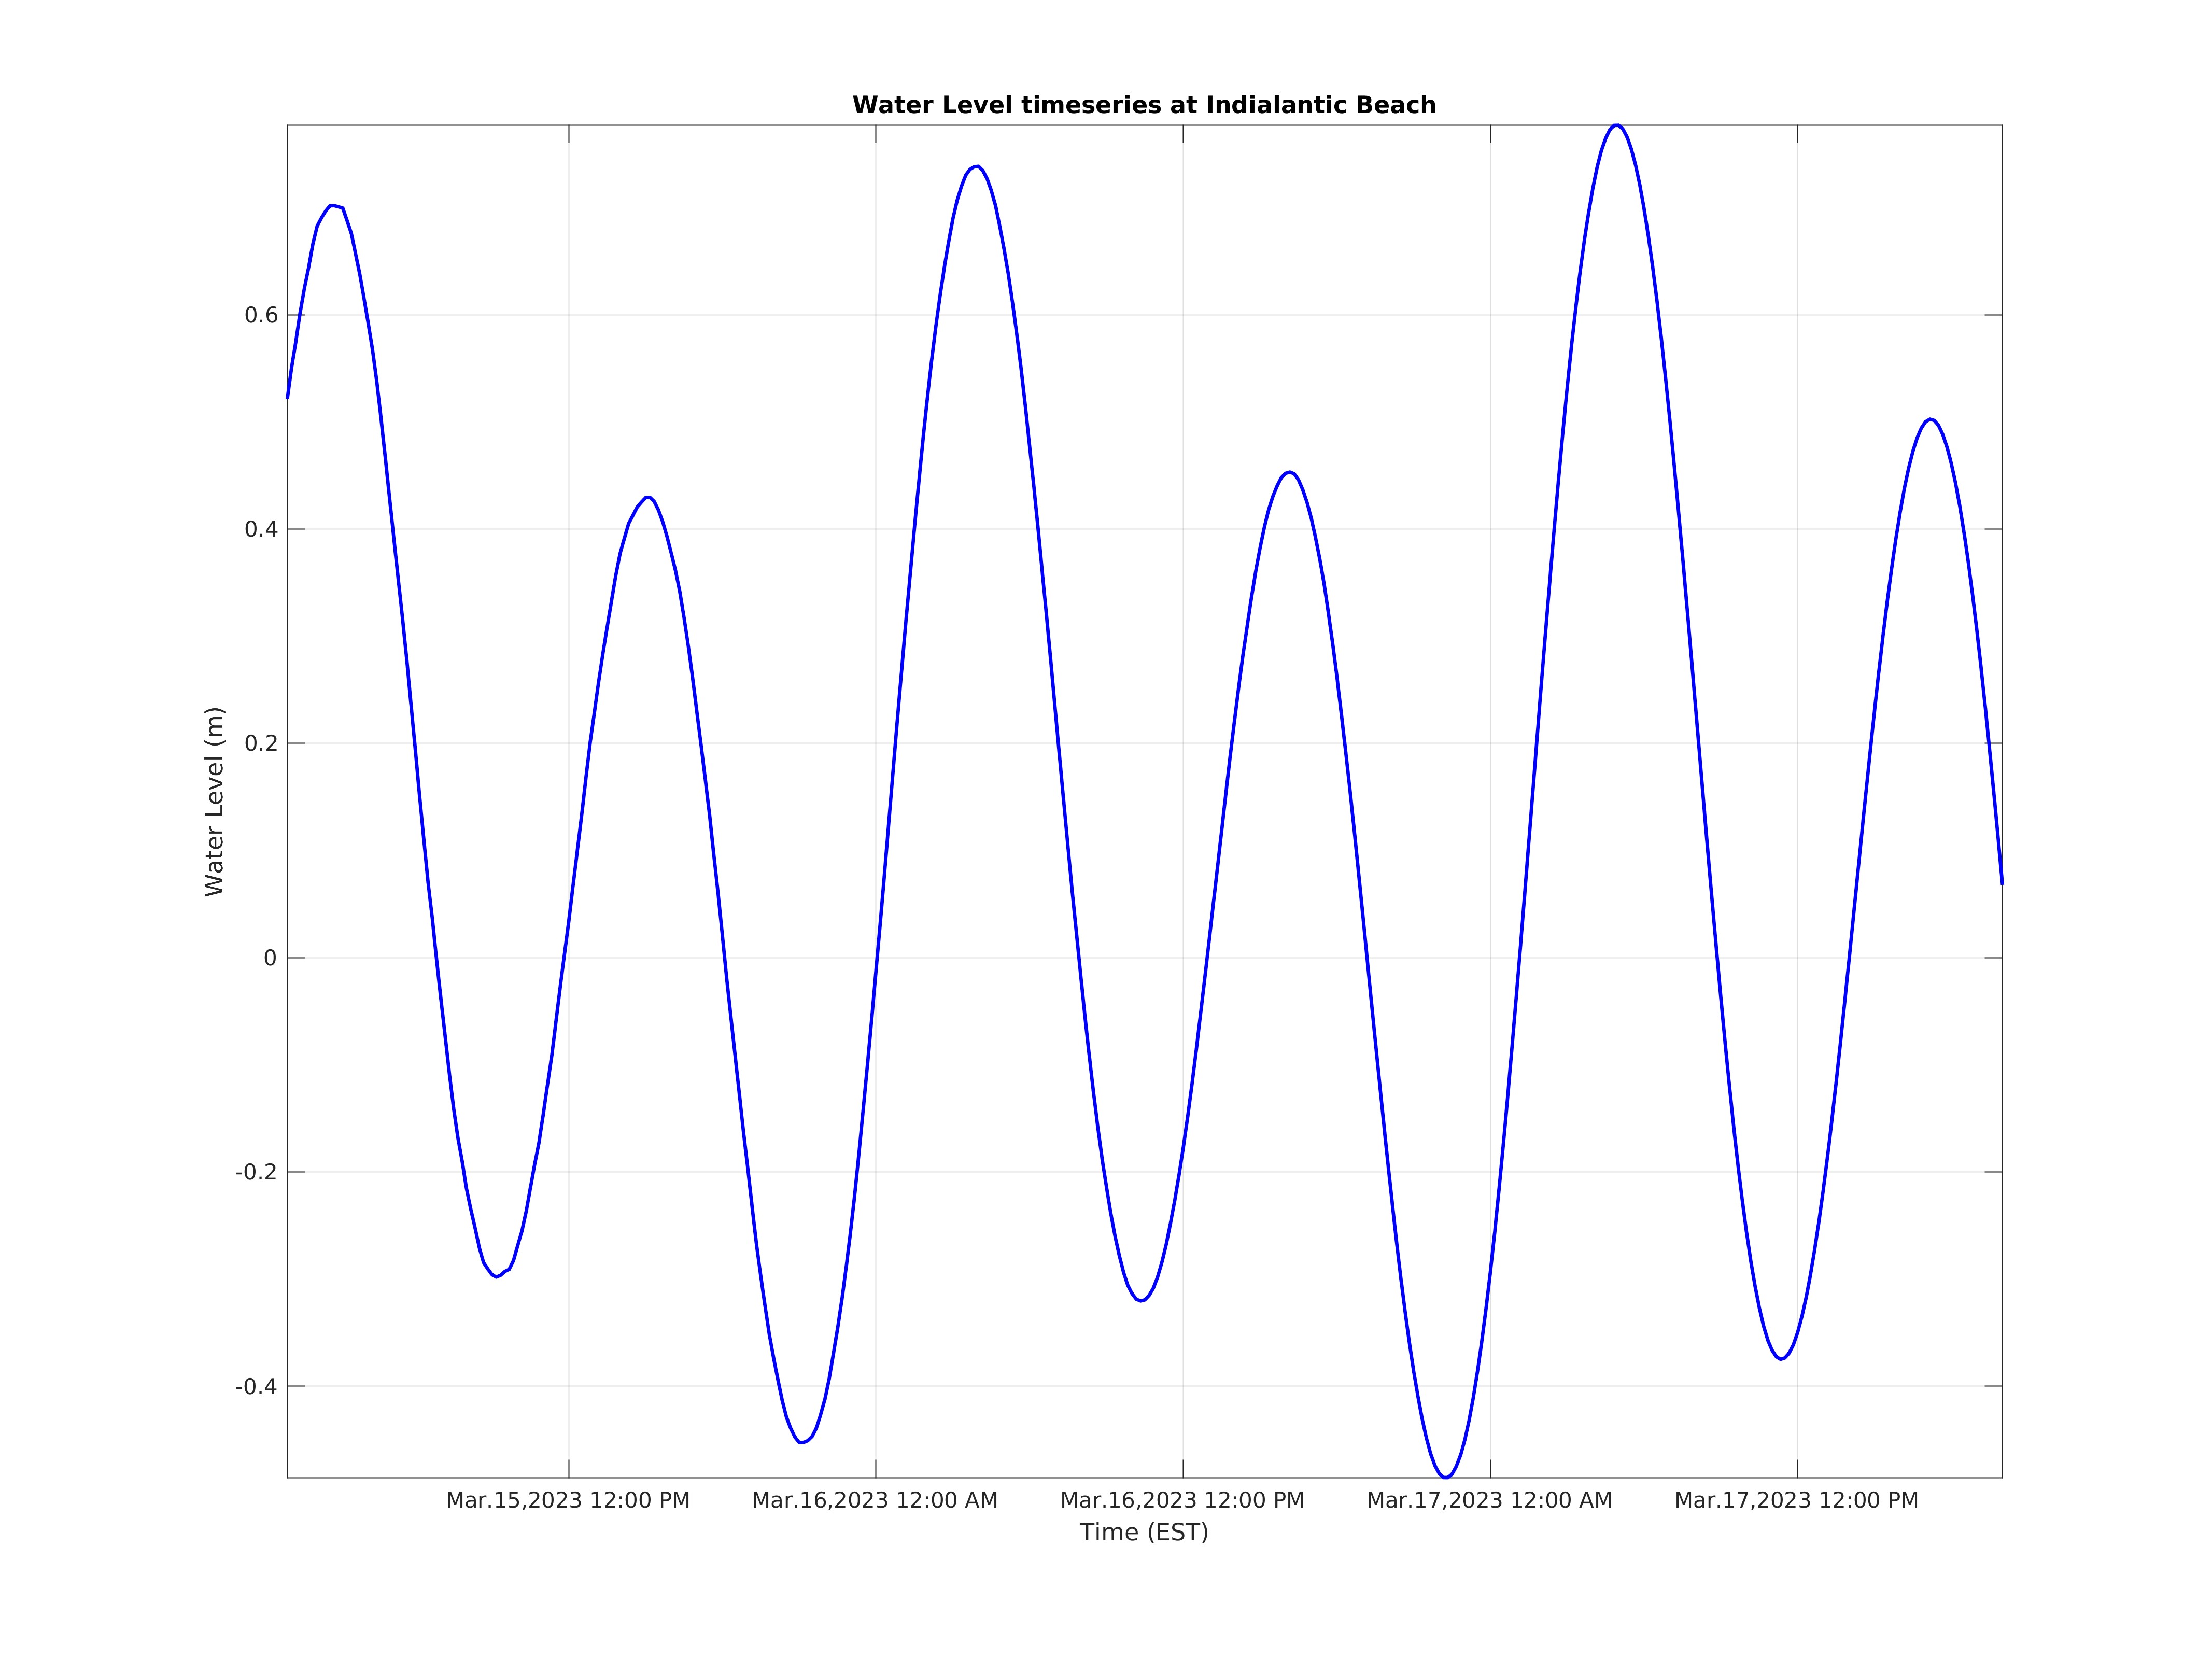 Water Level timeseries at Indialantic Beach
0.6
0.4
0.2
0
-0.2
-0.4
Water Level (m)
Mar.15,2023 12:00 PM Mar.16,2023 12:00 AM Mar.16,2023 12:00 PM Mar.17,2023 12:00 AM Mar.17,2023 12:00 PM
Time (EST)